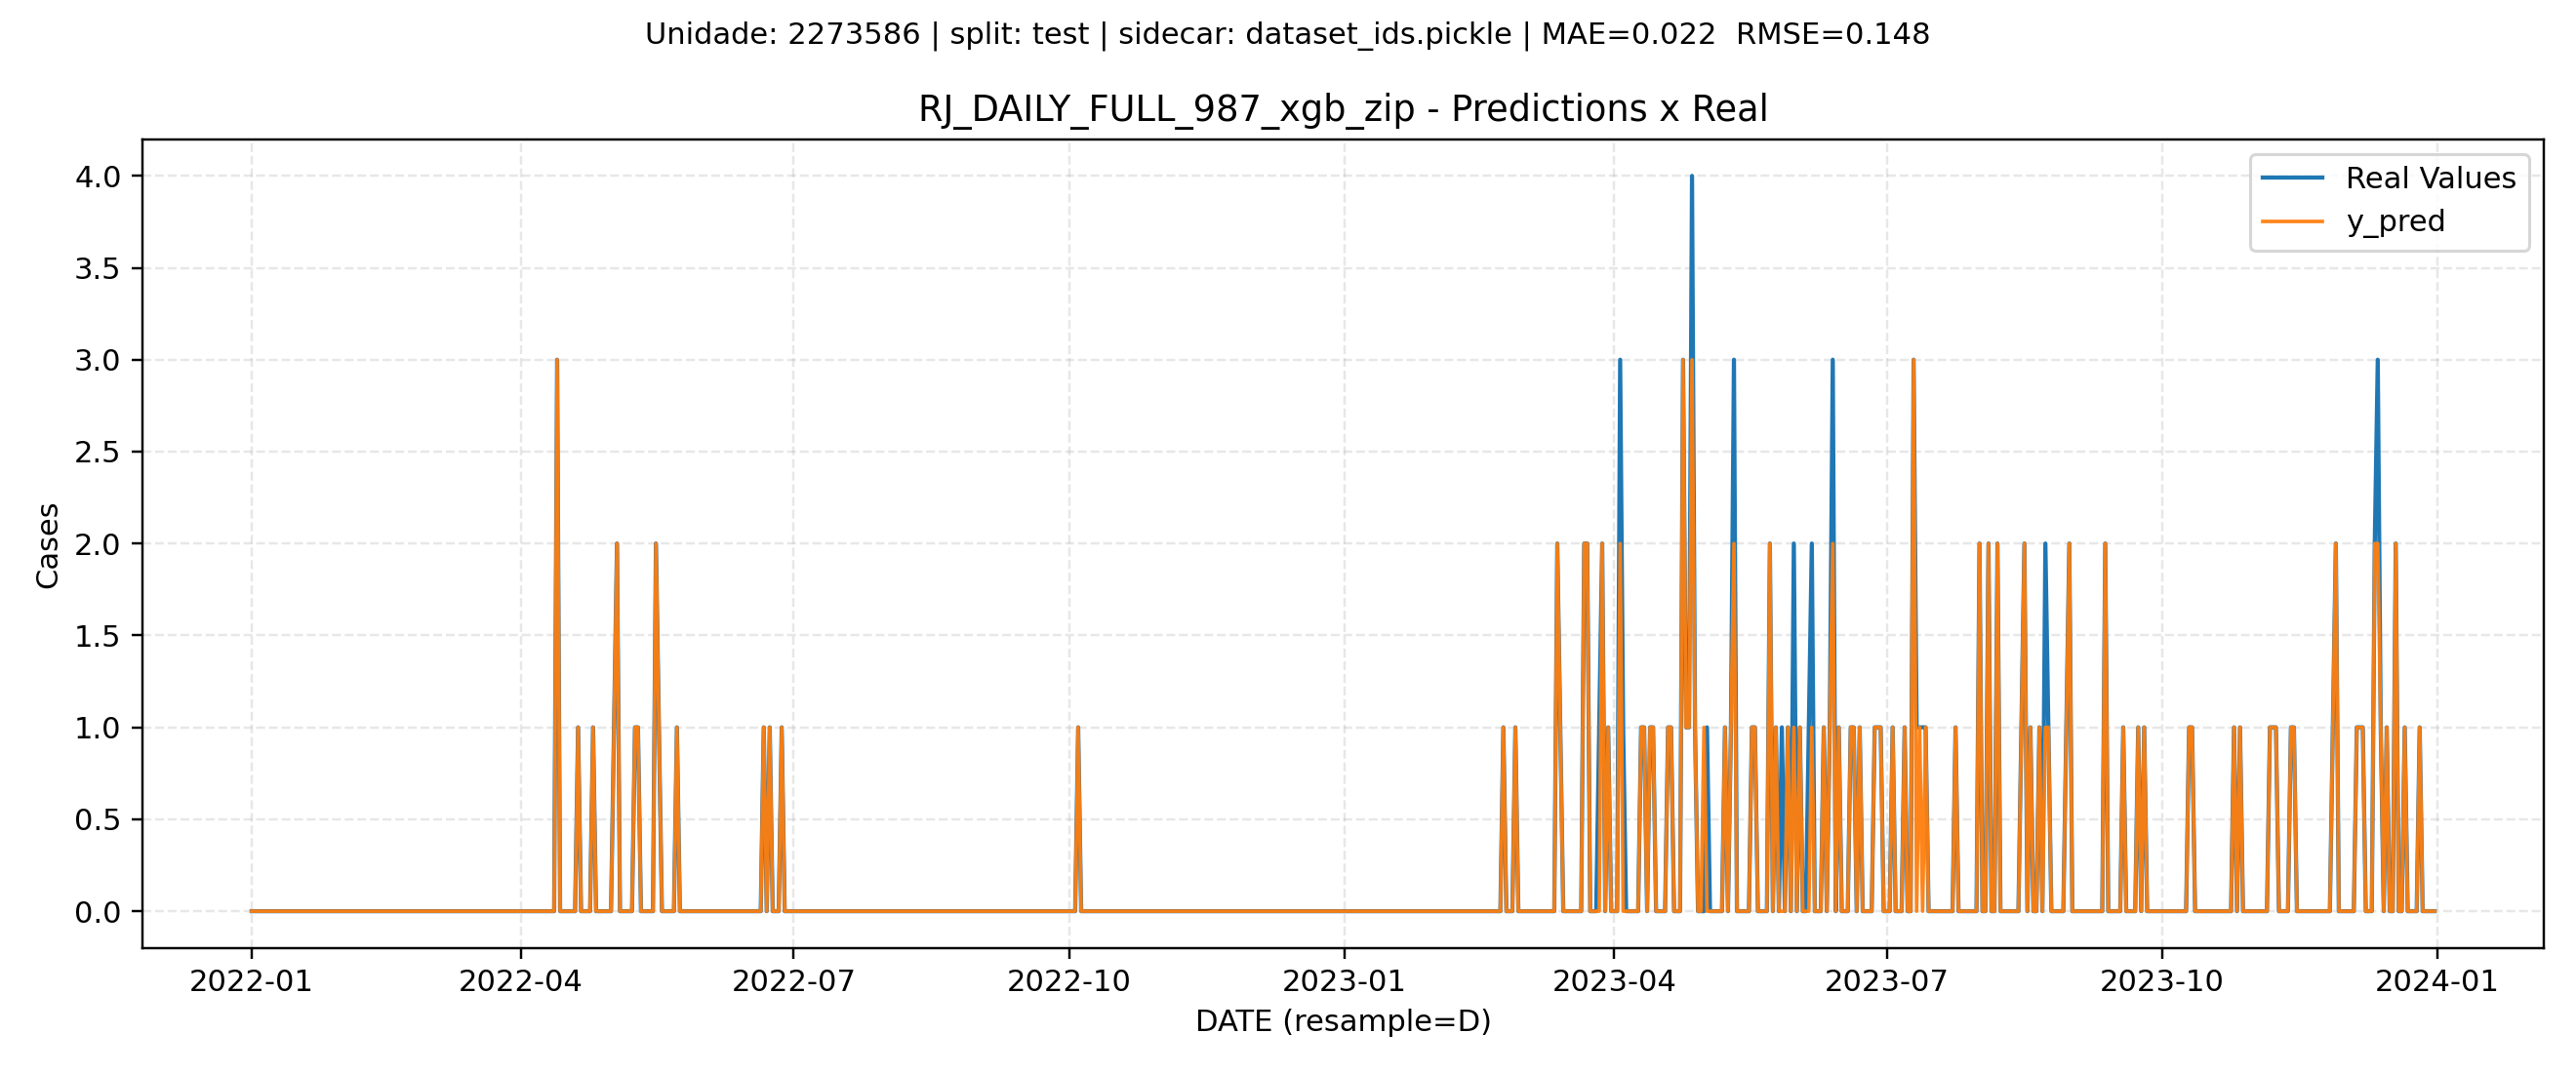 Unidade: 2273586 | split: test | sidecar: dataset_ids.pickle | MAE=0.022  RMSE=0.148
RJ_DAILY_FULL_987_xgb_zip - Predictions x Real
Real Values
y_pred
4.0
3.5
3.0
2.5
2.0
1.5
1.0
0.5
0.0
Cases
2022-01 2022-04 2022-07 2022-10 2023-01 2023-04 2023-07 2023-10 2024-01
DATE (resample=D)